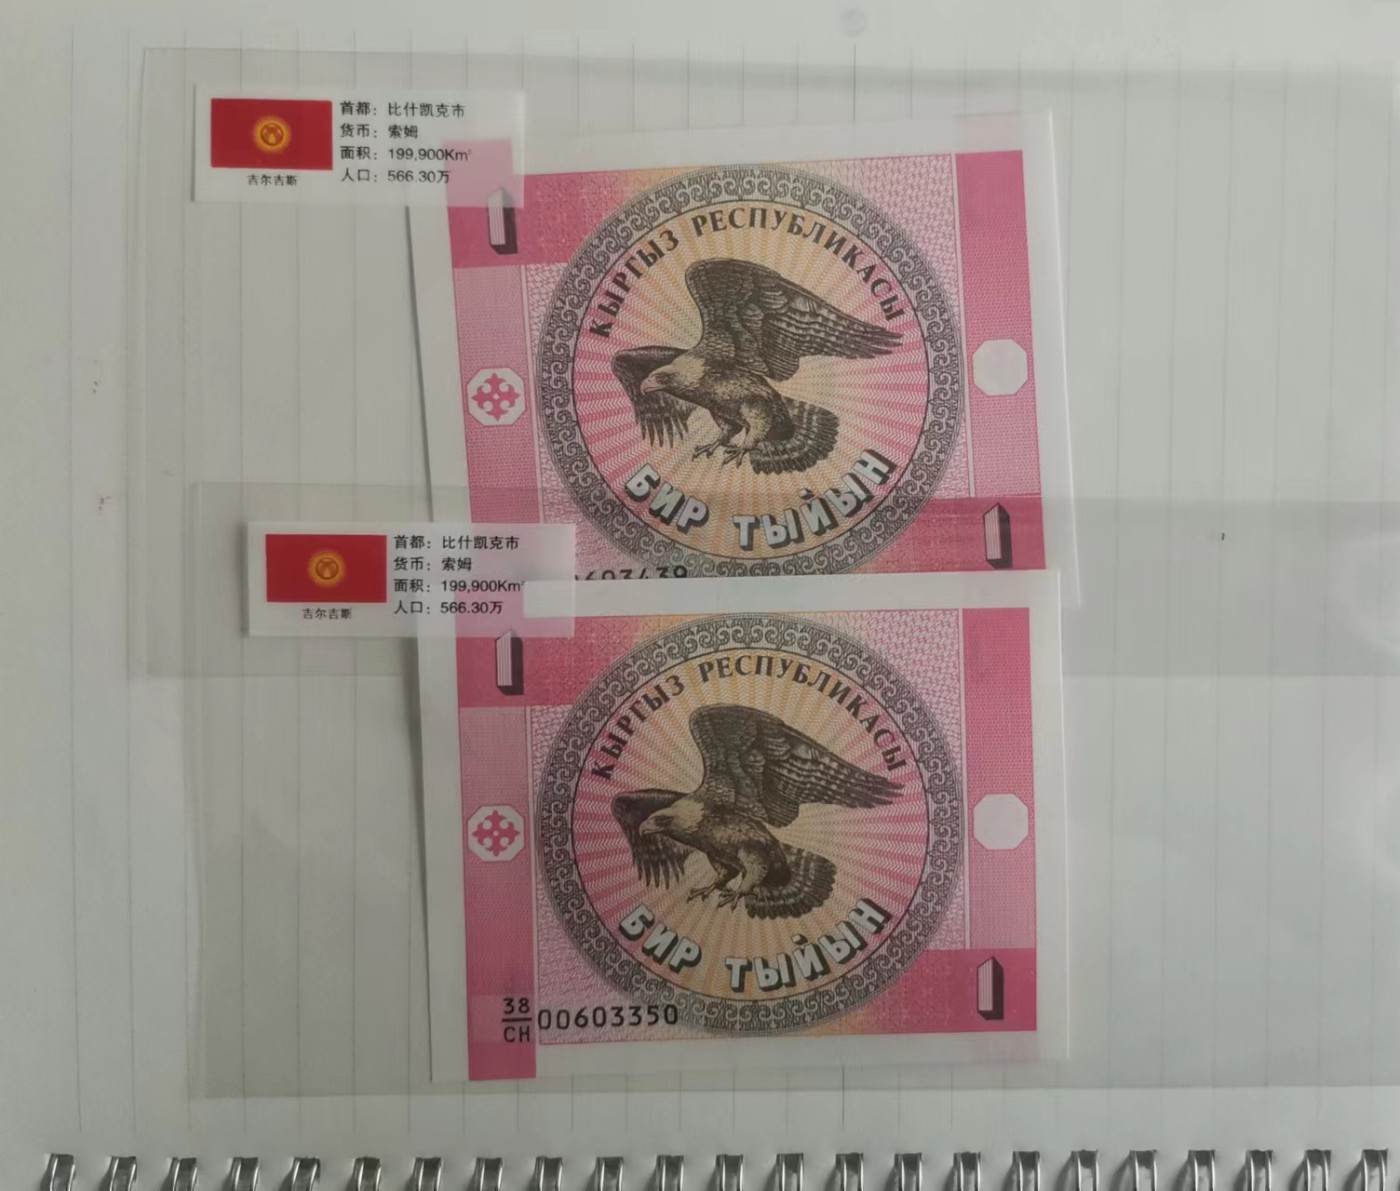 首都：比什凯克市
货币：索姆
面积：199,900Km²
人口：566.30万
吉尔吉斯
1
КЫРГЫЗ РЕСПУБЛИКАСЫ
БИР ТЫЙЫН
1
0603439
首都：比什凯克市
货币：索姆
面积：199,900Km²
人口：566.30万
吉尔吉斯
1
КЫРГЫЗ РЕСПУБЛИКАСЫ
БИР ТЫЙЫН
1
38
CH 00603350